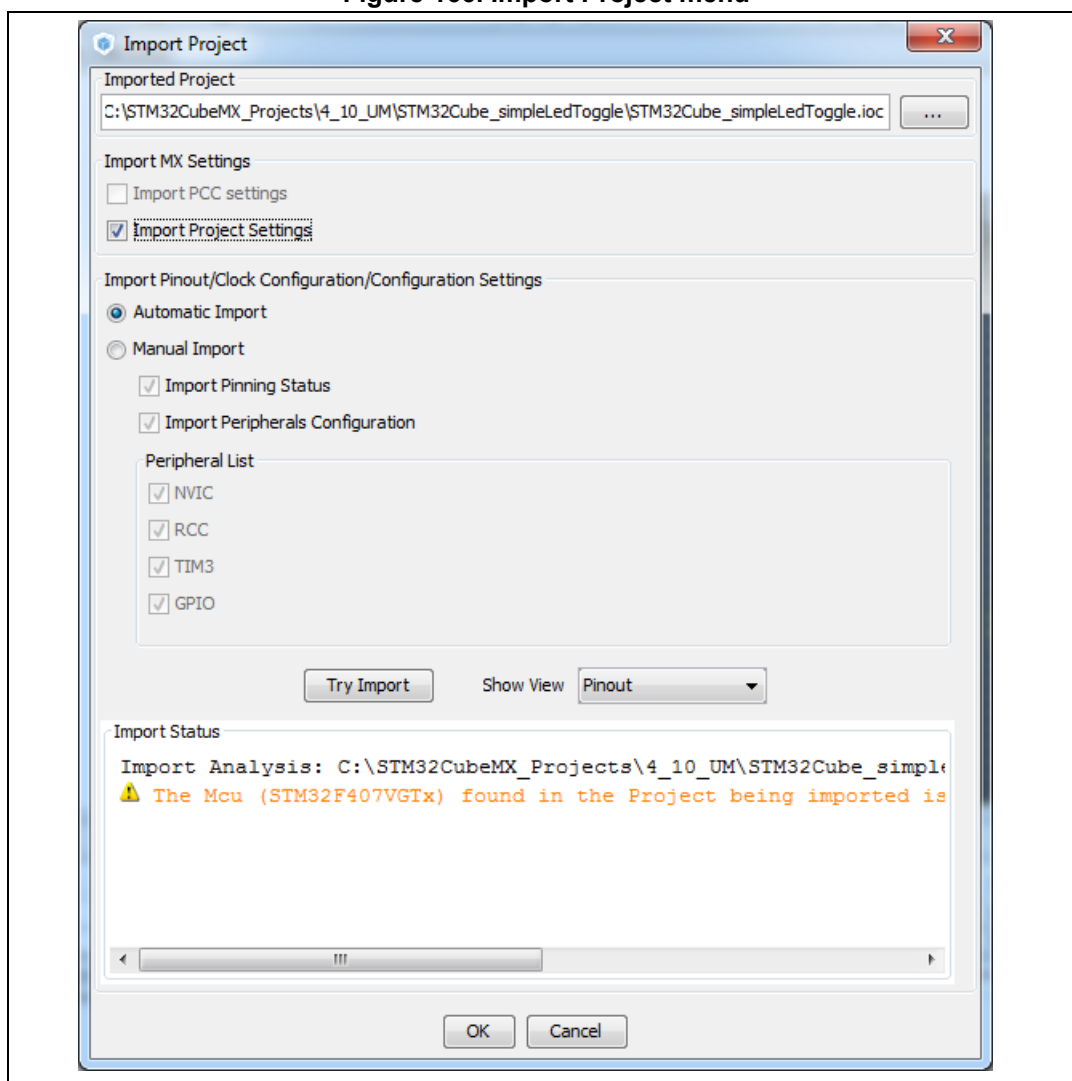 Import Project
Imported Project
C:\STM32CubeMX_Projects\4_10_UM\STM32Cube_simpleLedToggle\STM32Cube_simpleLedToggle.ioc ...
Import MX Settings
Import PCC settings
Import Project Settings
Import Pinout/Clock Configuration/Configuration Settings
Automatic Import
Manual Import
Import Pinning Status
Import Peripherals Configuration
Peripheral List
NVIC
RCC
TIM3
GPIO
Try Import Show View Pinout
Import Status
Import Analysis: C:\STM32CubeMX_Projects\4_10_UM\STM32Cube_simple
The Mcu (STM32F407VGTx) found in the Project being imported is
OK Cancel